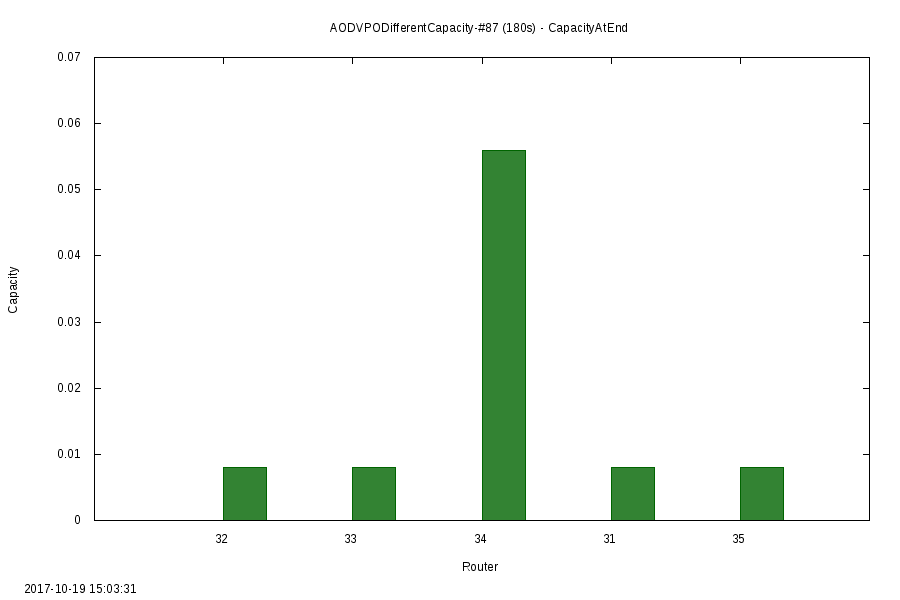 AODVPODifferentCapacity-#87 (180s) - CapacityAtEnd
0.07
0.06
0.05
0.04
0.03
0.02
0.01
0
Capacity
32 33 34 31 35
Router
2017-10-19 15:03:31